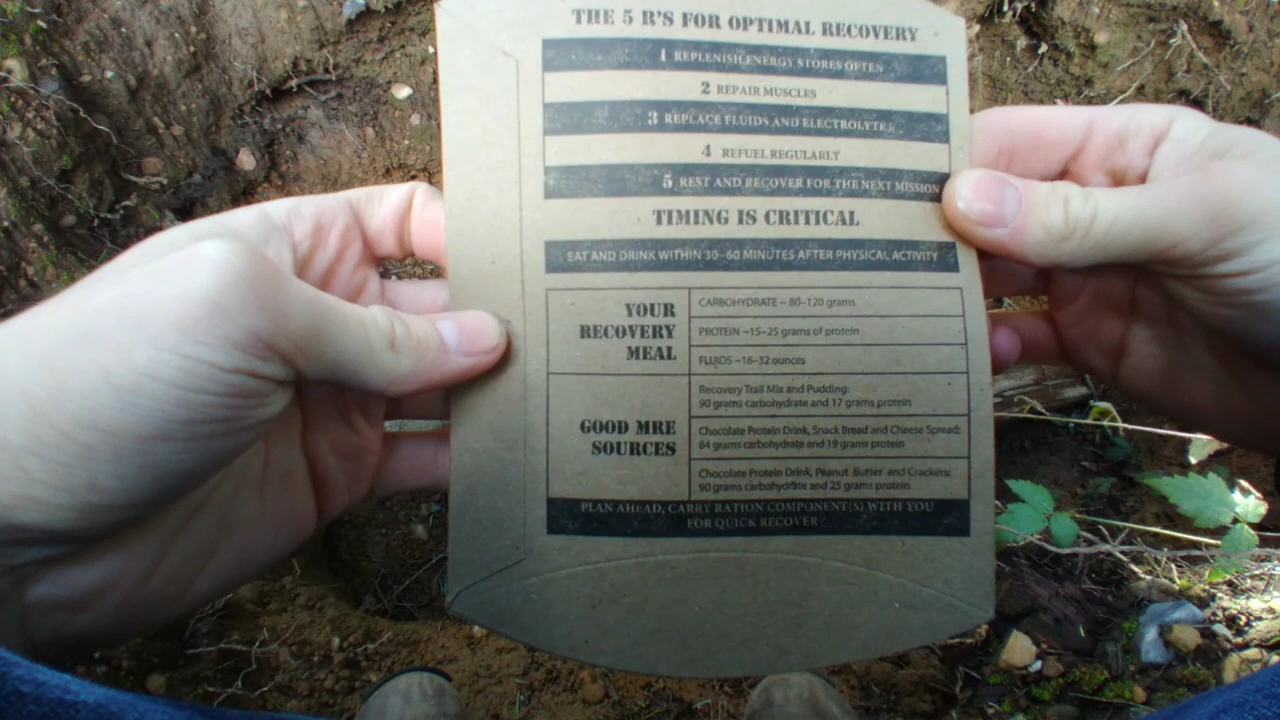 THE 5 R'S FOR OPTIMAL RECOVERY
1 REPLENISH ENERGY STORES OFTEN
2 REPAIR MUSCLES
3 REPLACE FLUIDS AND ELECTROLYTES
4 REFUEL REGULARLY
5 REST AND RECOVER FOR THE NEXT MISSION
TIMING IS CRITICAL
EAT AND DRINK WITHIN 30-60 MINUTES AFTER PHYSICAL ACTIVITY
YOUR
RECOVERY
MEAL
CARBOHYDRATE ~ 80–120 grams
PROTEIN ~15–25 grams of protein
FLUIDS ~16–32 ounces
GOOD MRE
SOURCES
Recovery Trail Mix and Pudding:
90 grams carbohydrate and 17 grams protein
Chocolate Protein Drink, Snack Bread and Cheese Spread:
84 grams carbohydrate and 19 grams protein
Chocolate Protein Drink, Peanut Butter and Crackers:
90 grams carbohydrate and 25 grams protein
PLAN AHEAD, CARRY RATION COMPONENT(S) WITH YOU
FOR QUICK RECOVERY